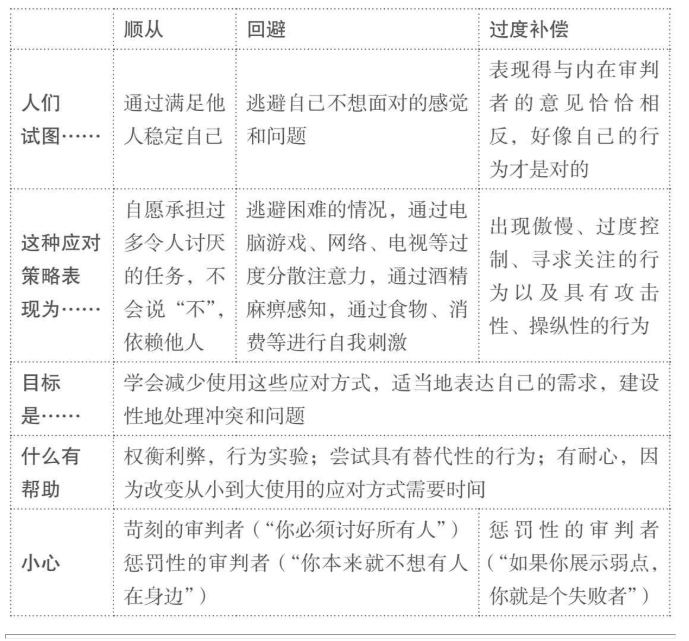 顺从 回避 过度补偿
人们
试图……
通过满足他
人稳定自己
逃避自己不想面对的感觉
和问题
表现得与内在审判
者的意见恰恰相
反，好像自己的行
为才是对的
这种应对
策略表
现为……
自愿承担过
多令人讨厌
的任务，不
会说“不”，
依赖他人
逃避困难的情况，通过电
脑游戏、网络、电视等过
度分散注意力，通过酒精
麻痹感知，通过食物、消
费等进行自我刺激
出现傲慢、过度控
制、寻求关注的行
为以及具有攻击
性、操纵性的行为
目标
是……
学会减少使用这些应对方式，适当地表达自己的需求，建设
性地处理冲突和问题
什么有
帮助
权衡利弊，行为实验；尝试具有替代性的行为；有耐心，因
为改变从小到大使用的应对方式需要时间
小心
苛刻的审判者（“你必须讨好所有人”）
惩罚性的审判者（“你本来就不想有人
在身边”）
惩罚性的审判者
（“如果你展示弱点，
你就是个失败者”）